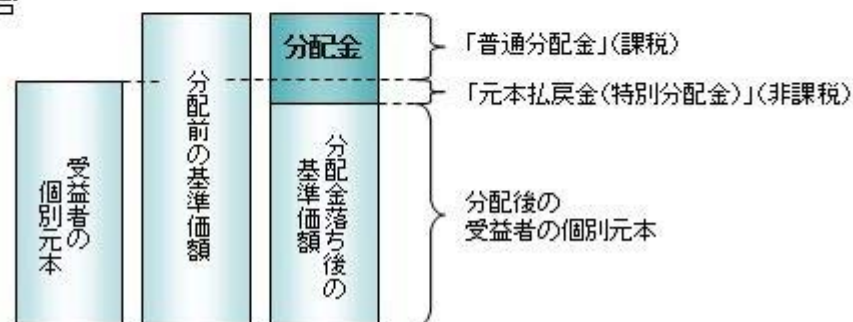 分配金
「普通分配金」(課税)
「元本払戻金(特別分配金)」(非課税)
受益者の
個別元本
分配前の基準価額
分配金落ち後の
基準価額
分配後の
受益者の個別元本